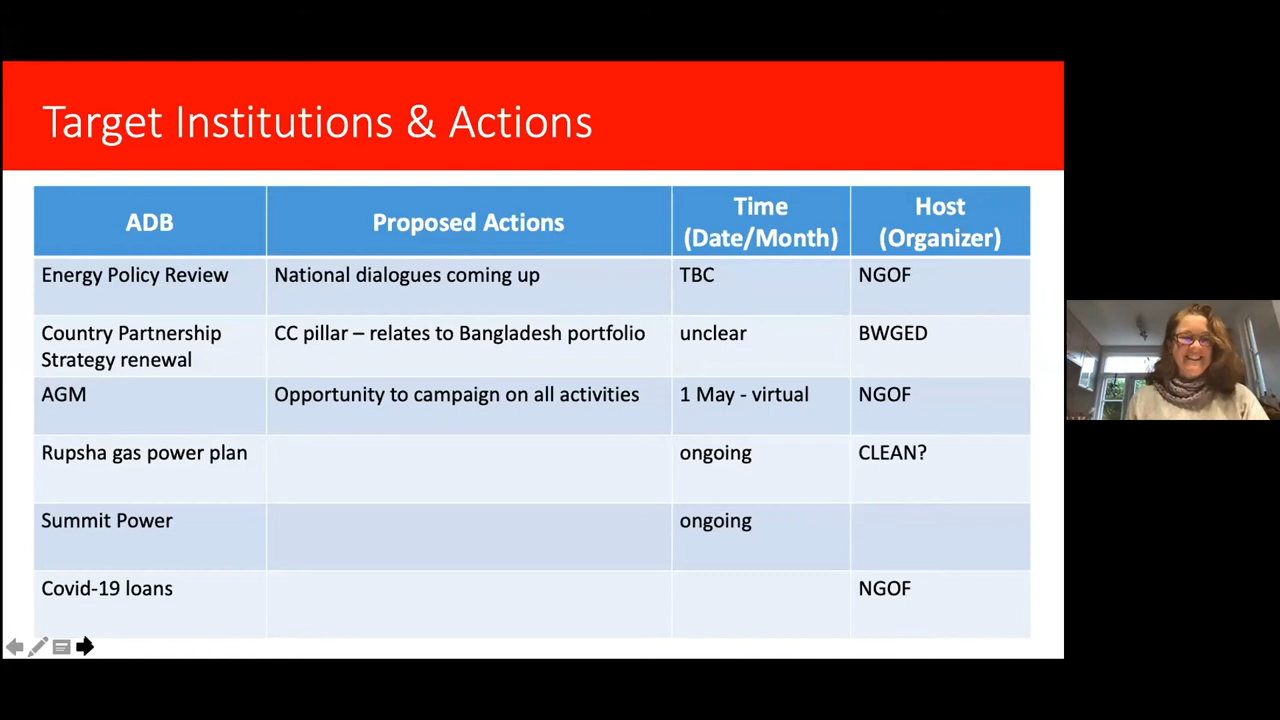 Target Institutions & Actions
ADB
Proposed Actions
Time
(Date/Month)
Host
(Organizer)
Energy Policy Review
National dialogues coming up
TBC
NGOF
Country Partnership
Strategy renewal
CC pillar – relates to Bangladesh portfolio
unclear
BWGED
AGM
Opportunity to campaign on all activities
1 May - virtual
NGOF
Rupsha gas power plan
ongoing
CLEAN?
Summit Power
ongoing
Covid-19 loans
NGOF